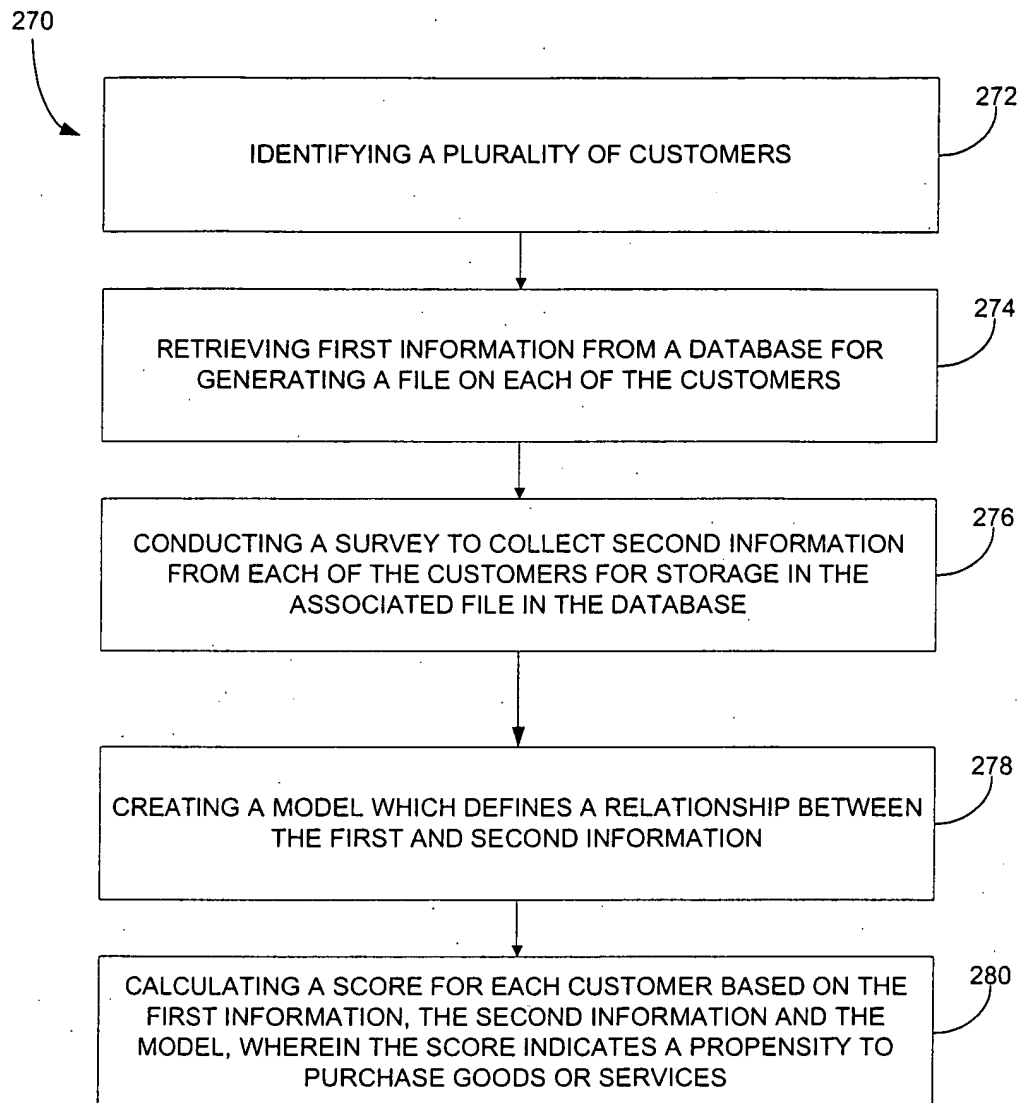 270
272
IDENTIFYING A PLURALITY OF CUSTOMERS
274
RETRIEVING FIRST INFORMATION FROM A DATABASE FOR
GENERATING A FILE ON EACH OF THE CUSTOMERS
276
CONDUCTING A SURVEY TO COLLECT SECOND INFORMATION
FROM EACH OF THE CUSTOMERS FOR STORAGE IN THE
ASSOCIATED FILE IN THE DATABASE
278
CREATING A MODEL WHICH DEFINES A RELATIONSHIP BETWEEN
THE FIRST AND SECOND INFORMATION
280
CALCULATING A SCORE FOR EACH CUSTOMER BASED ON THE
FIRST INFORMATION, THE SECOND INFORMATION AND THE
MODEL, WHEREIN THE SCORE INDICATES A PROPENSITY TO
PURCHASE GOODS OR SERVICES